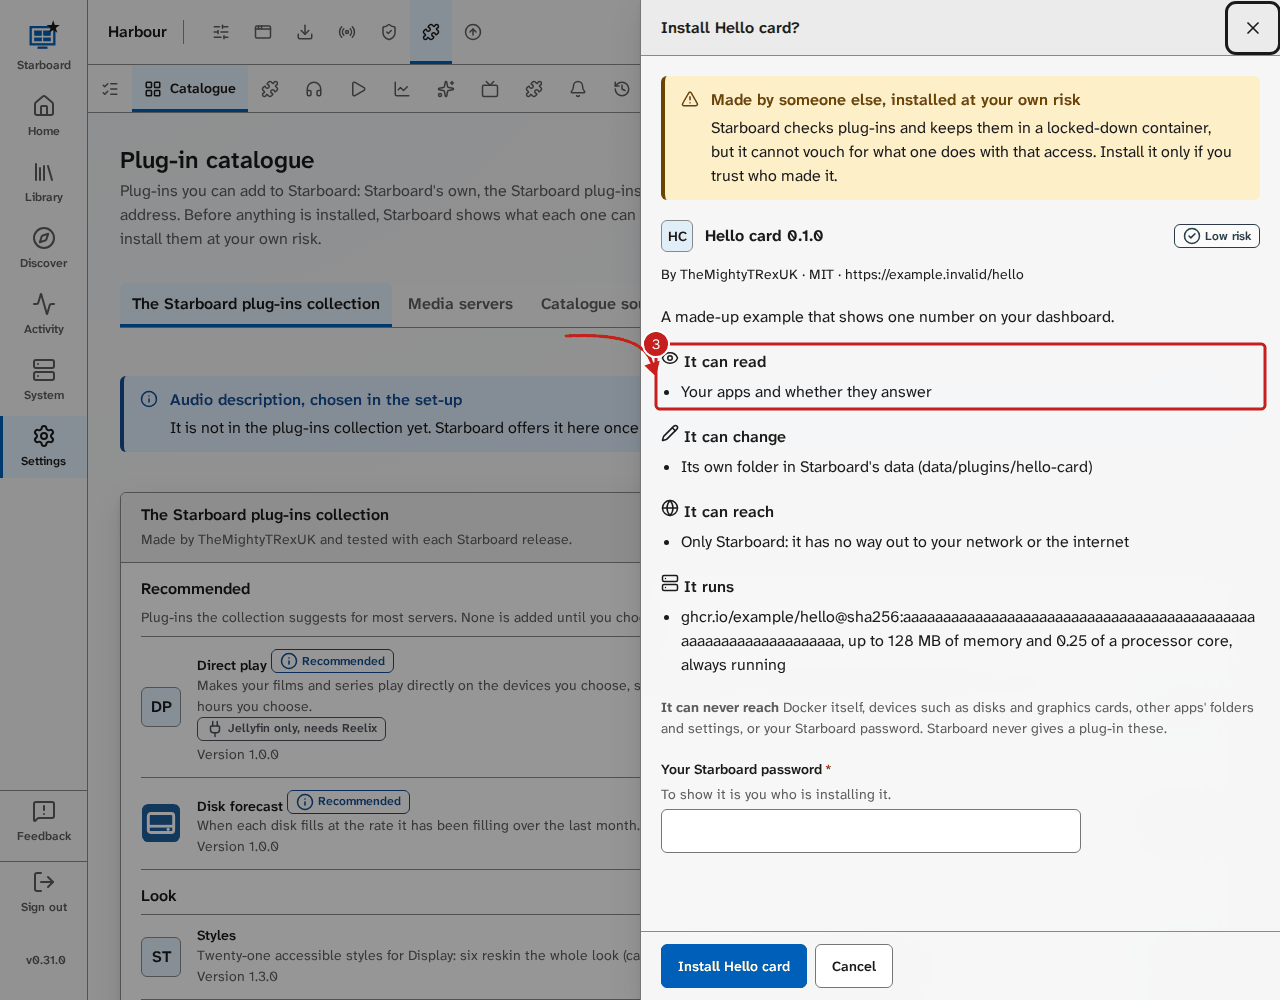 Starboard
Home
Library
Discover
Activity
System
Settings
Feedback
Sign out
v0.31.0
Harbour
Catalogue
Plug-in catalogue
Plug-ins you can add to Starboard: Starboard's own, the Starboard plug-ins
address. Before anything is installed, Starboard shows what each one can
install them at your own risk.
The Starboard plug-ins collection
Media servers
Catalogue sou
Audio description, chosen in the set-up
It is not in the plug-ins collection yet. Starboard offers it here once
The Starboard plug-ins collection
Made by TheMightyTRexUK and tested with each Starboard release.
Recommended
Plug-ins the collection suggests for most servers. None is added until you cho
DP
Direct play
Recommended
Makes your films and series play directly on the devices you choose, s
hours you choose.
Jellyfin only, needs Reelix
Version 1.0.0
Disk forecast
Recommended
When each disk fills at the rate it has been filling over the last month.
Version 1.0.0
Look
ST
Styles
Twenty-one accessible styles for Display: six reskin the whole look (ca
Version 1.3.0
Install Hello card?
Made by someone else, installed at your own risk
Starboard checks plug-ins and keeps them in a locked-down container,
but it cannot vouch for what one does with that access. Install it only if you
trust who made it.
HC
Hello card 0.1.0
Low risk
By TheMightyTRexUK · MIT · https://example.invalid/hello
A made-up example that shows one number on your dashboard.
3
It can read
• Your apps and whether they answer
It can change
• Its own folder in Starboard's data (data/plugins/hello-card)
It can reach
• Only Starboard: it has no way out to your network or the internet
It runs
• ghcr.io/example/hello@sha256:aaaaaaaaaaaaaaaaaaaaaaaaaaaaaaaaaaaaaaaaaaa
aaaaaaaaaaaaaaaaaaaaa, up to 128 MB of memory and 0.25 of a processor core,
always running
It can never reach Docker itself, devices such as disks and graphics cards, other apps' folders
and settings, or your Starboard password. Starboard never gives a plug-in these.
Your Starboard password *
To show it is you who is installing it.
Install Hello card
Cancel